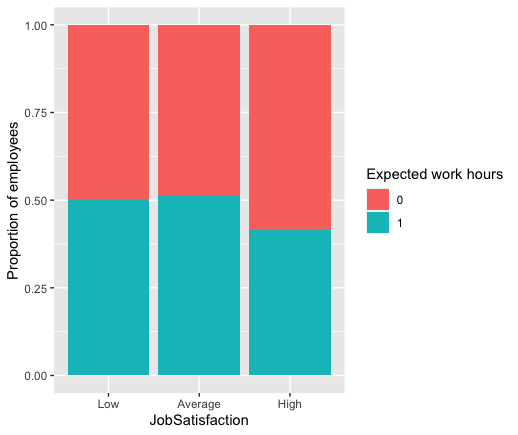 Proportion of employees
1.00
0.75
0.50
0.25
0.00
Low Average High
JobSatisfaction
Expected work hours
0
1